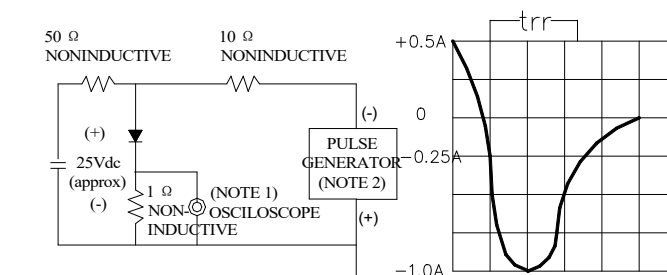 50 Ω
NONINDUCTIVE
10 Ω
NONINDUCTIVE
(+)
25Vdc
(approx)
(-)
1 Ω
NON-
INDUCTIVE
(NOTE 1)
OSCILOSCOPE
(-)
PULSE
GENERATOR
(NOTE 2)
(+)
trr
+0.5A
0
-0.25A
-1.0A